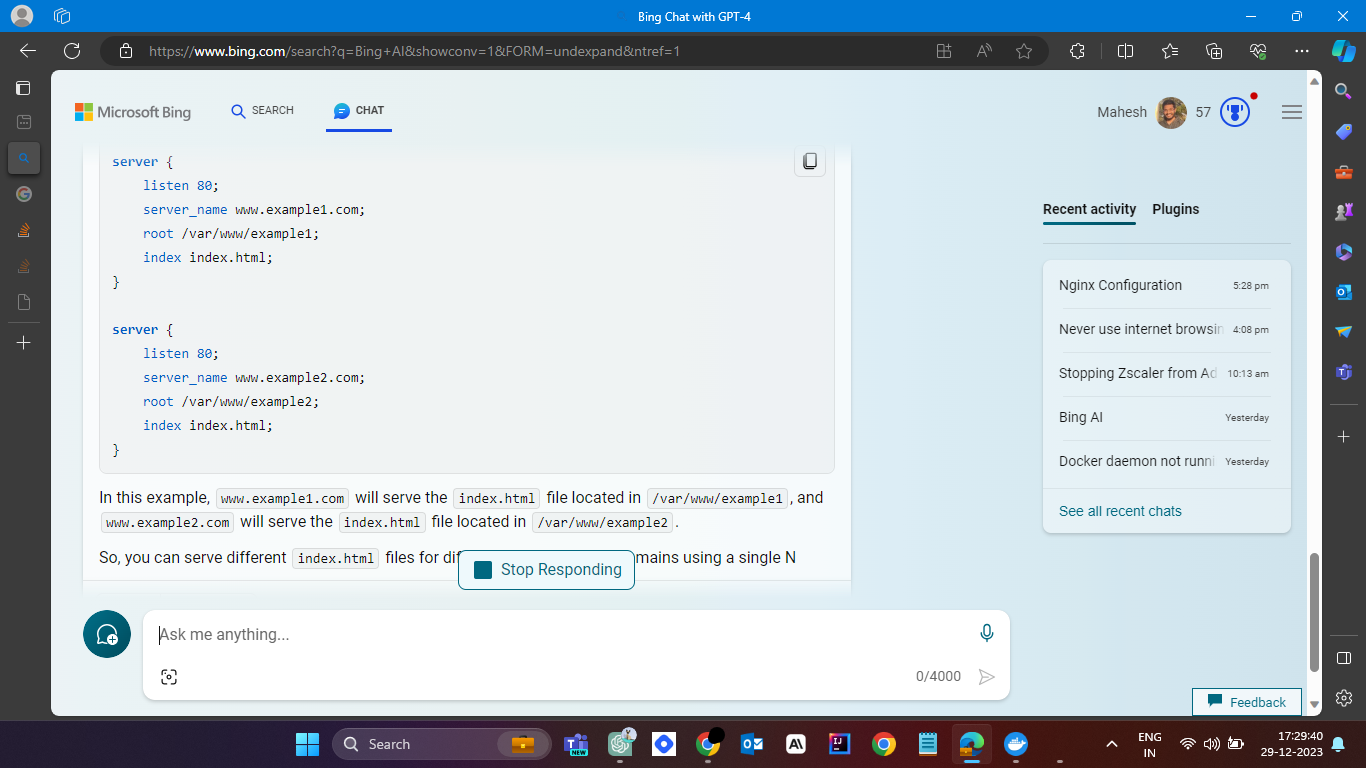 Bing Chat with GPT-4
https://www.bing.com/search?q=Bing+AI&showconv=1&FORM=undexpand&ntref=1
Microsoft Bing
SEARCH
CHAT
Mahesh
57
server {
listen 80;
server_name www.example1.com;
root /var/www/example1;
index index.html;
}
server {
listen 80;
server_name www.example2.com;
root /var/www/example2;
index index.html;
}
In this example, www.example1.com will serve the index.html file located in /var/www/example1 , and
www.example2.com will serve the index.html file located in /var/www/example2 .
So, you can serve different index.html files for dif mains using a single N
Stop Responding
Ask me anything...
0/4000
Recent activity Plugins
Nginx Configuration 5:28 pm
Never use internet browsin 4:08 pm
Stopping Zscaler from Ad 10:13 am
Bing AI Yesterday
Docker daemon not runni Yesterday
See all recent chats
Feedback
Search
NEW
ENG
IN
17:29:40
29-12-2023